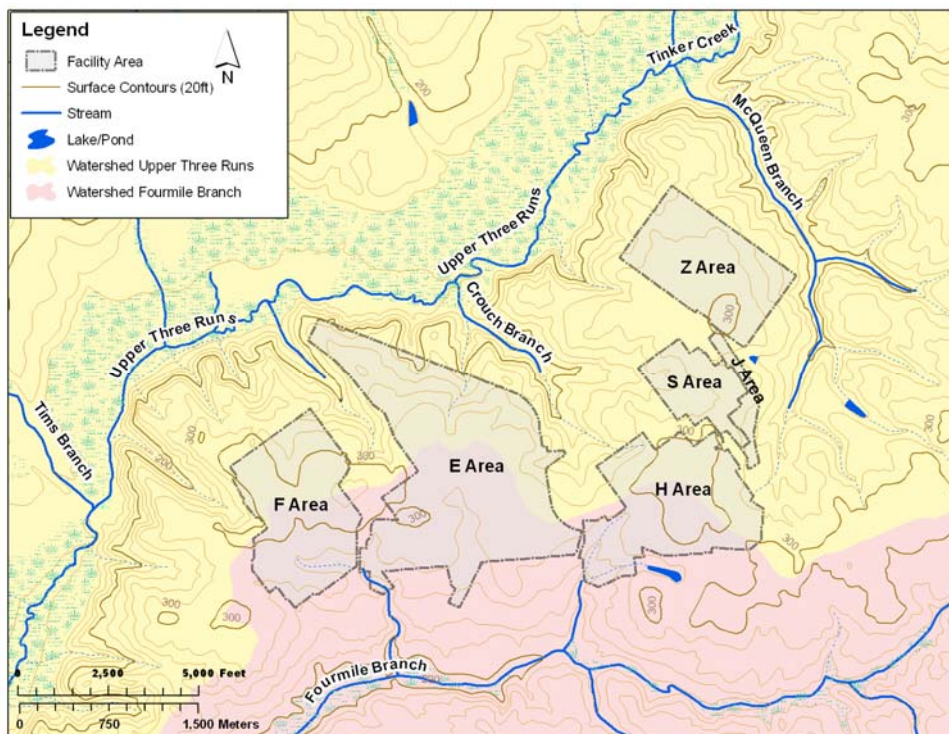 Legend
N
Facility Area
Surface Contours (20ft)
Stream
Lake/Pond
Watershed Upper Three Runs
Watershed Fourmile Branch
200
Tinker Creek
McQueen Branch
300
Upper Three Runs
Z Area
300
Crouch Branch
Upper Three Runs
J Area
S Area
Tims Branch
300
300
300
200
E Area
H Area
F Area
300
300
300
300
300
Fourmile Branch
200
0 2,500 5,000 Feet
0 750 1,500 Meters